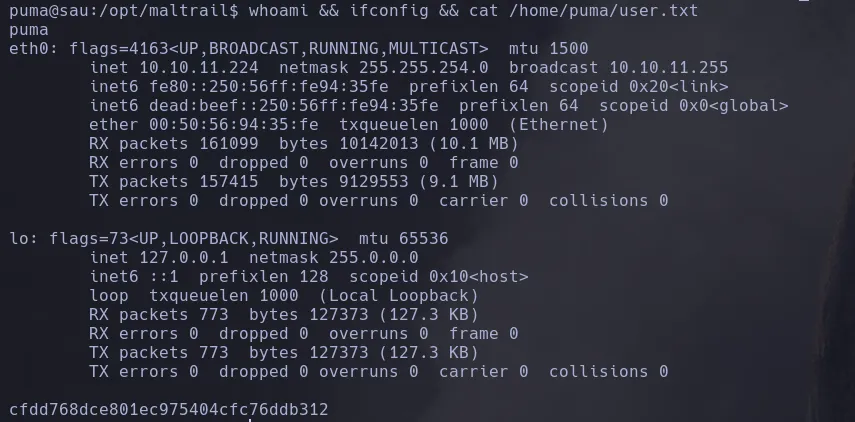 puma@sau:/opt/maltrail$ whoami && ifconfig && cat /home/puma/user.txt
puma
eth0: flags=4163<UP,BROADCAST,RUNNING,MULTICAST>  mtu 1500
        inet 10.10.11.224  netmask 255.255.254.0  broadcast 10.10.11.255
        inet6 fe80::250:56ff:fe94:35fe  prefixlen 64  scopeid 0x20<link>
        inet6 dead:beef::250:56ff:fe94:35fe  prefixlen 64  scopeid 0x0<global>
        ether 00:50:56:94:35:fe  txqueuelen 1000  (Ethernet)
        RX packets 161099  bytes 10142013 (10.1 MB)
        RX errors 0  dropped 0  overruns 0  frame 0
        TX packets 157415  bytes 9129553 (9.1 MB)
        TX errors 0  dropped 0 overruns 0  carrier 0  collisions 0

lo: flags=73<UP,LOOPBACK,RUNNING>  mtu 65536
        inet 127.0.0.1  netmask 255.0.0.0
        inet6 ::1  prefixlen 128  scopeid 0x10<host>
        loop  txqueuelen 1000  (Local Loopback)
        RX packets 773  bytes 127373 (127.3 KB)
        RX errors 0  dropped 0  overruns 0  frame 0
        TX packets 773  bytes 127373 (127.3 KB)
        TX errors 0  dropped 0 overruns 0  carrier 0  collisions 0

cfdd768dce801ec975404cfc76ddb312